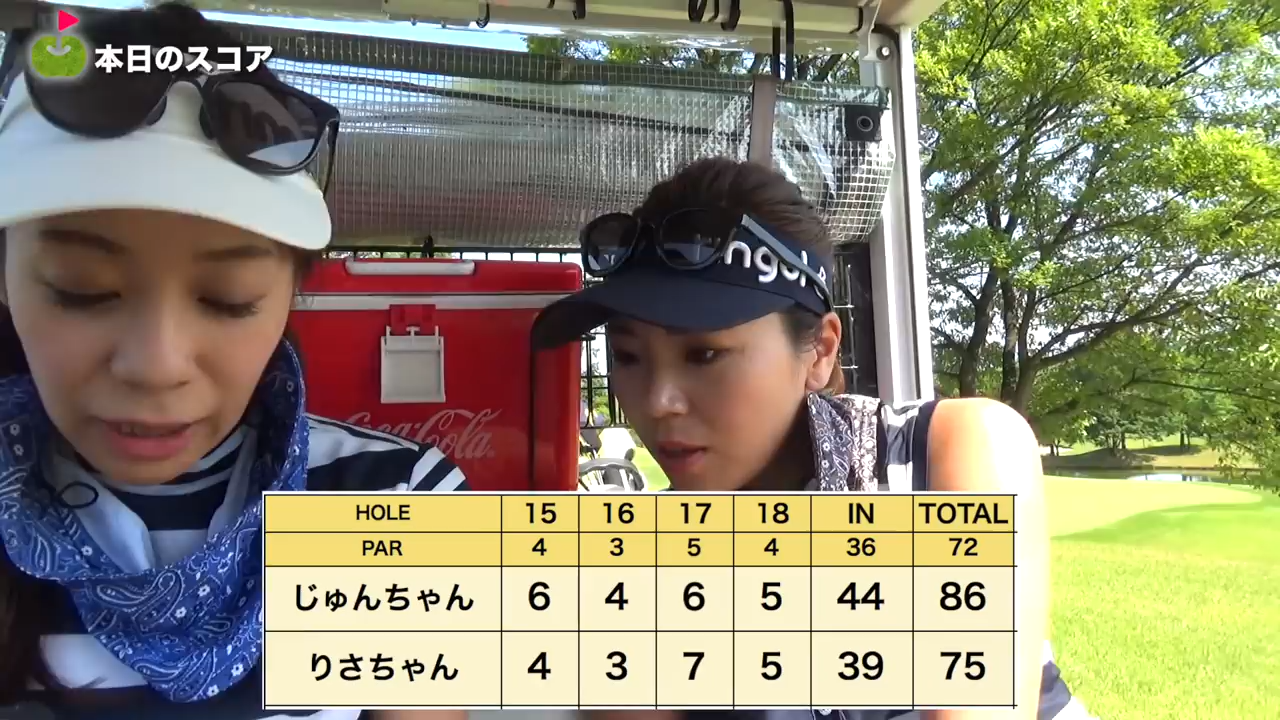 本日のスコア
ngolf
Coca-Cola
HOLE 15 16 17 18 IN TOTAL
PAR 4 3 5 4 36 72
じゅんちゃん 6 4 6 5 44 86
りさちゃん 4 3 7 5 39 75